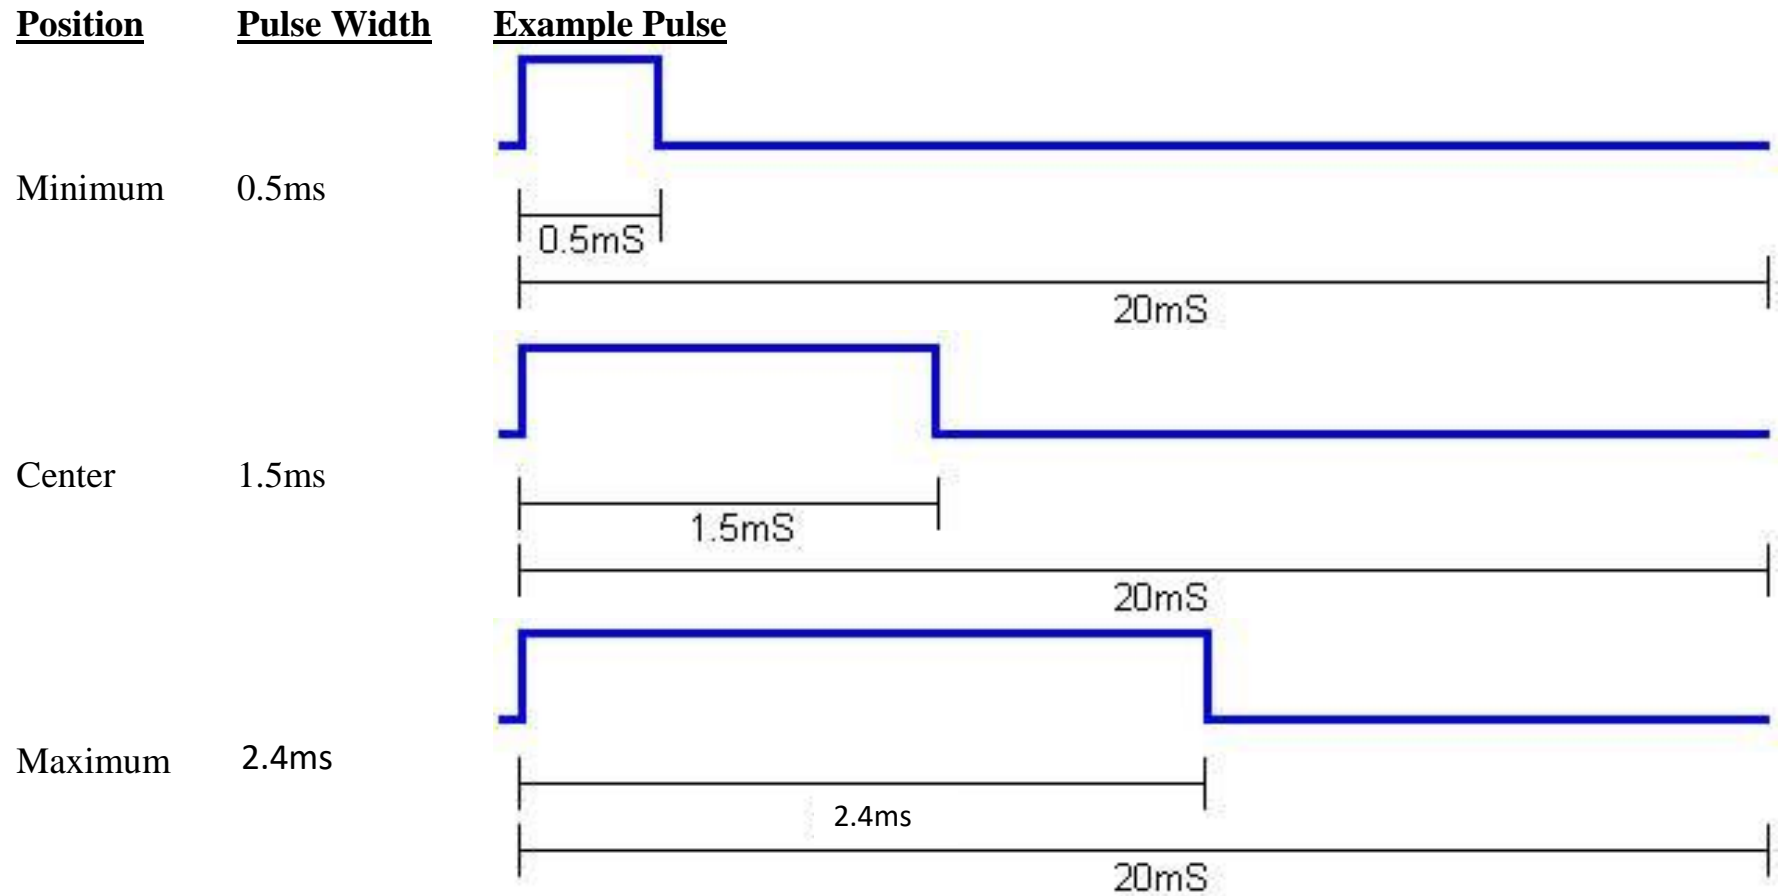 Position Pulse Width Example Pulse
Minimum 0.5ms
0.5mS
20mS
Center 1.5ms
1.5mS
20mS
Maximum 2.4ms
2.4ms
20mS